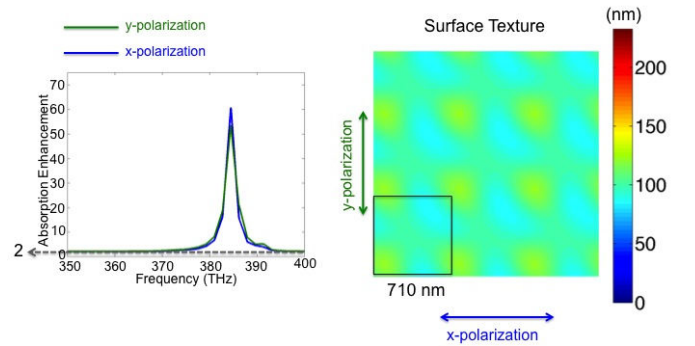 y-polarization
x-polarization
Absorption Enhancement
70
60
50
40
30
20
10
0
2
350 360 370 380 390 400
Frequency (THz)
Surface Texture
y-polarization
710 nm
x-polarization
(nm)
200
150
100
50
0